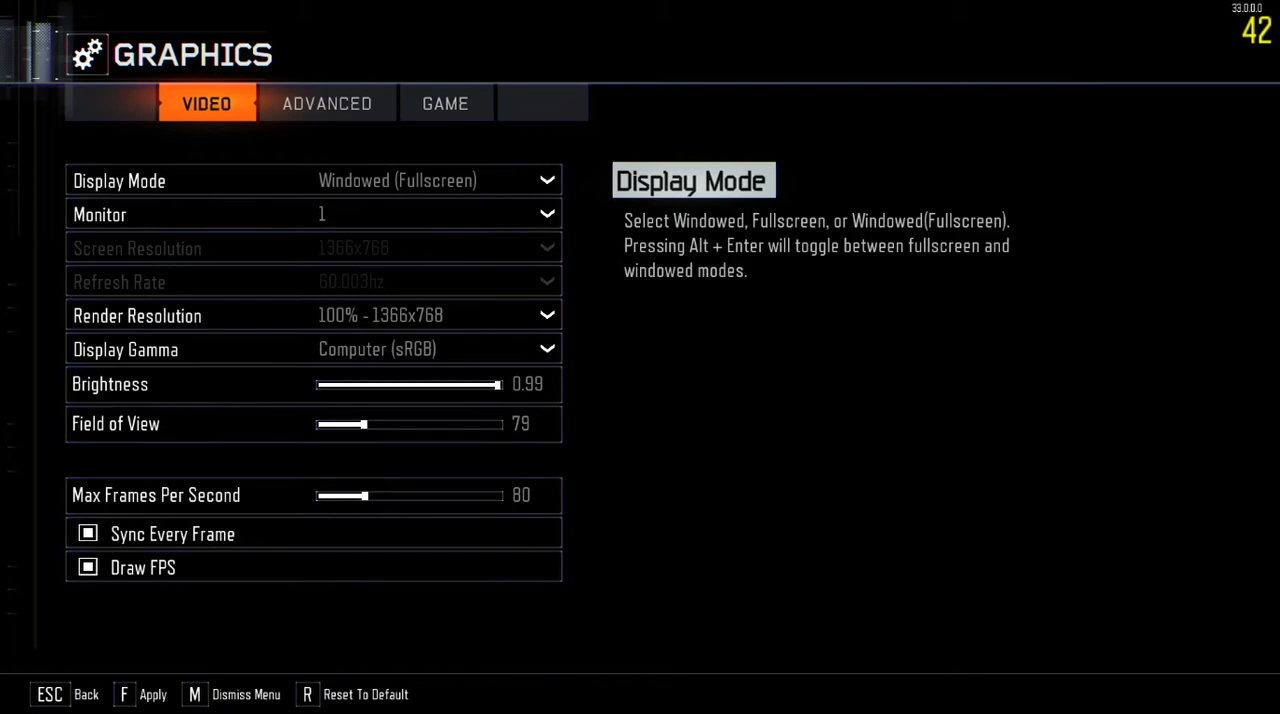 33.0.0.0
42
GRAPHICS
VIDEO ADVANCED GAME
Display Mode Windowed (Fullscreen)
Monitor 1
Screen Resolution 1366x768
Refresh Rate 60.003hz
Render Resolution 100% - 1366x768
Display Gamma Computer (sRGB)
Brightness 0.99
Field of View 79
Max Frames Per Second 80
Sync Every Frame
Draw FPS
Display Mode
Select Windowed, Fullscreen, or Windowed(Fullscreen).
Pressing Alt + Enter will toggle between fullscreen and
windowed modes.
ESC Back F Apply M Dismiss Menu R Reset To Default